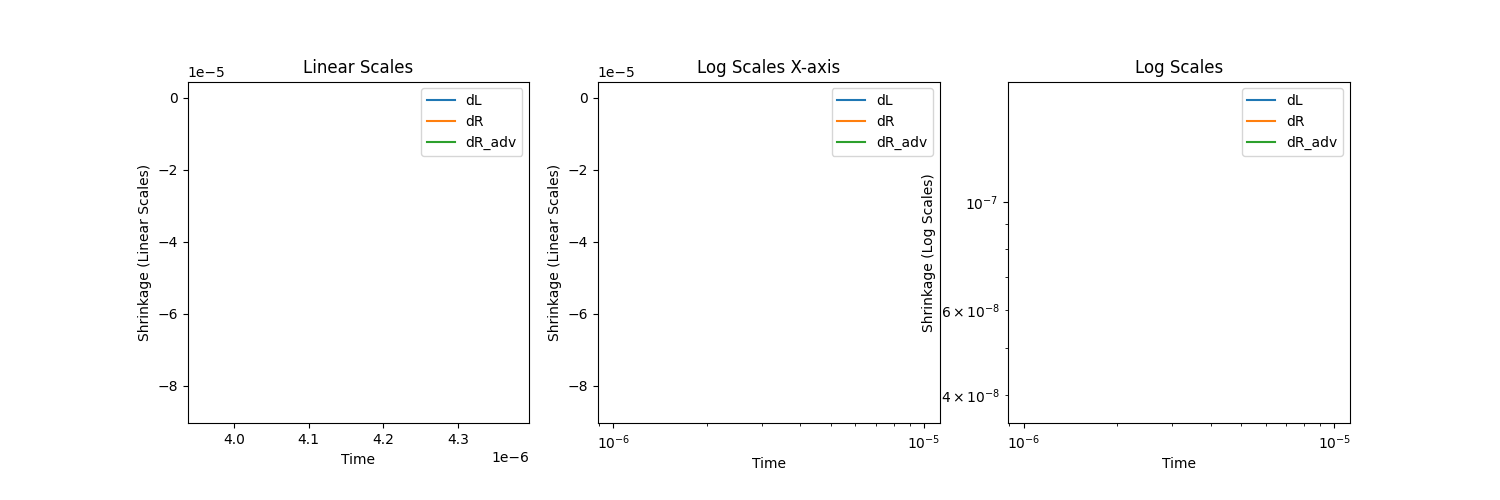 Linear Scales
1e−5
0
−2
−4
−6
−8
Shrinkage (Linear Scales)
4.0 4.1 4.2 4.3
1e−6
Time
dL
dR
dR_adv
Log Scales X-axis
1e−5
0
−2
−4
−6
−8
Shrinkage (Linear Scales)
10⁻⁶ 10⁻⁵
Time
dL
dR
dR_adv
Log Scales
10⁻⁷
6 × 10⁻⁸
4 × 10⁻⁸
Shrinkage (Log Scales)
10⁻⁶ 10⁻⁵
Time
dL
dR
dR_adv